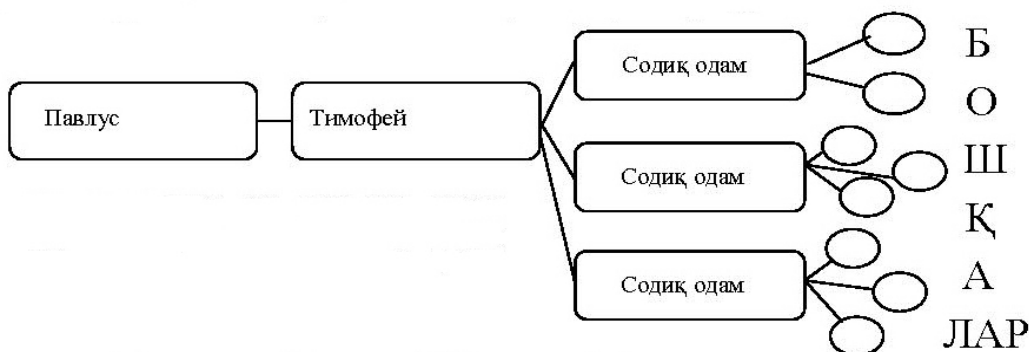 Павлус
Тимофей
Содиқ одам
Содиқ одам
Содиқ одам
Б
О
Ш
Қ
А
ЛАР